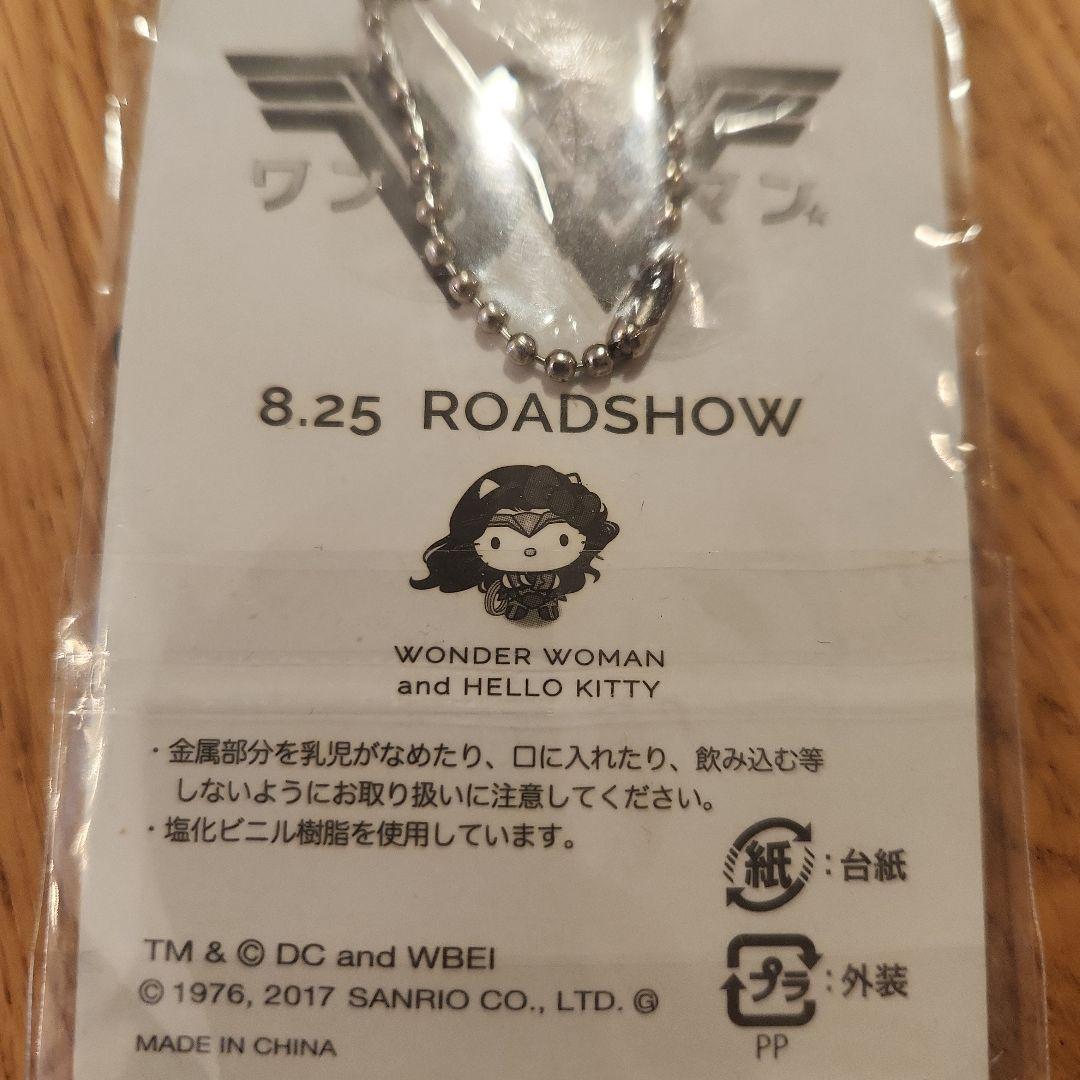 8.25 ROADSHOW
WONDER WOMAN
and HELLO KITTY
・金属部分を乳児がなめたり、口に入れたり、飲み込む等
しないようにお取り扱いに注意してください。
・塩化ビニル樹脂を使用しています。
紙：台紙
プラ：外装
PP
TM & © DC and WBEI
© 1976, 2017 SANRIO CO., LTD. Ⓖ
MADE IN CHINA